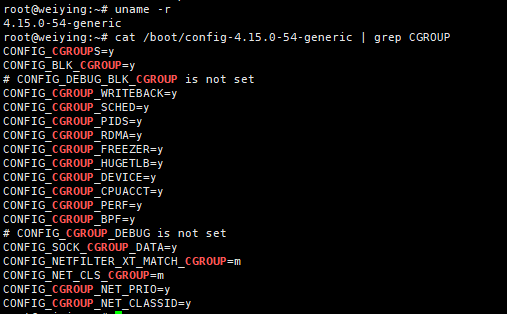 root@weiying:~# uname -r
4.15.0-54-generic
root@weiying:~# cat /boot/config-4.15.0-54-generic | grep CGROUP
CONFIG_CGROUPS=y
CONFIG_BLK_CGROUP=y
# CONFIG_DEBUG_BLK_CGROUP is not set
CONFIG_CGROUP_WRITEBACK=y
CONFIG_CGROUP_SCHED=y
CONFIG_CGROUP_PIDS=y
CONFIG_CGROUP_RDMA=y
CONFIG_CGROUP_FREEZER=y
CONFIG_CGROUP_HUGETLB=y
CONFIG_CGROUP_DEVICE=y
CONFIG_CGROUP_CPUACCT=y
CONFIG_CGROUP_PERF=y
CONFIG_CGROUP_BPF=y
# CONFIG_CGROUP_DEBUG is not set
CONFIG_SOCK_CGROUP_DATA=y
CONFIG_NETFILTER_XT_MATCH_CGROUP=m
CONFIG_NET_CLS_CGROUP=m
CONFIG_CGROUP_NET_PRIO=y
CONFIG_CGROUP_NET_CLASSID=y